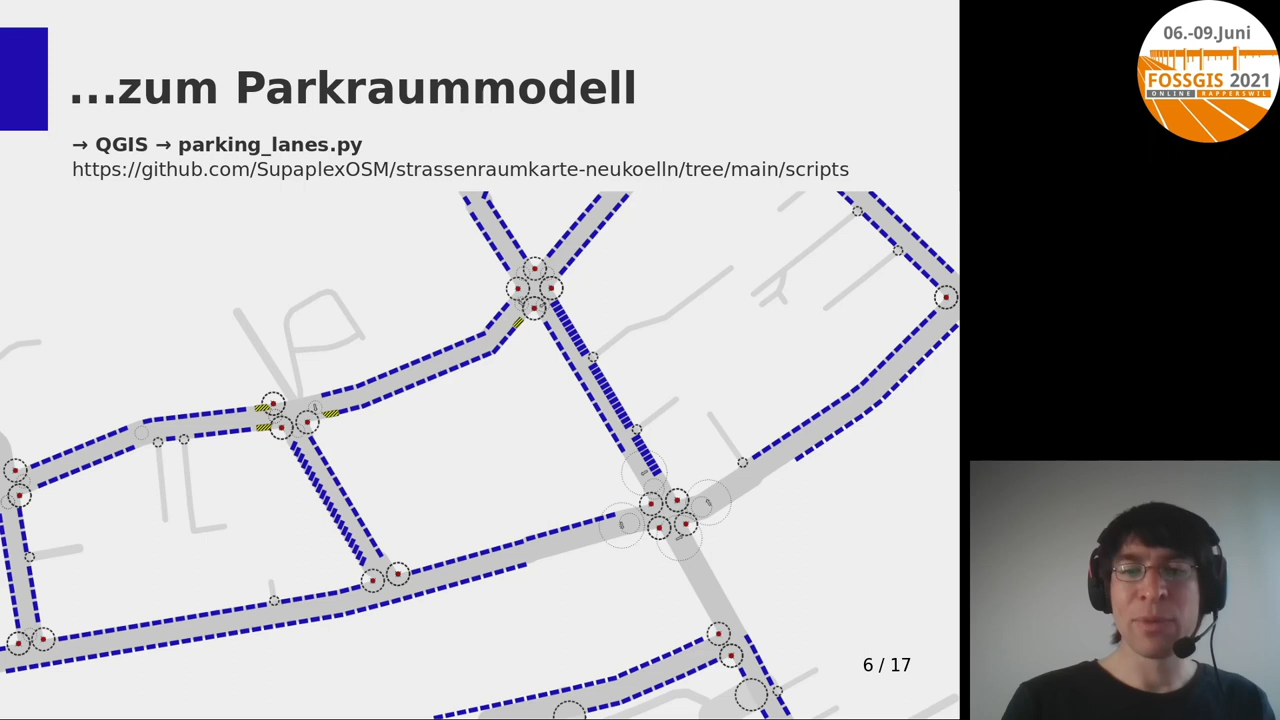 ...zum Parkraummodell
→ QGIS → parking_lanes.py
https://github.com/SupaplexOSM/strassenraumkarte-neukoelln/tree/main/scripts
6 / 17
06.-09.Juni
FOSSGIS 2021
ONLINE RAPPERSWIL